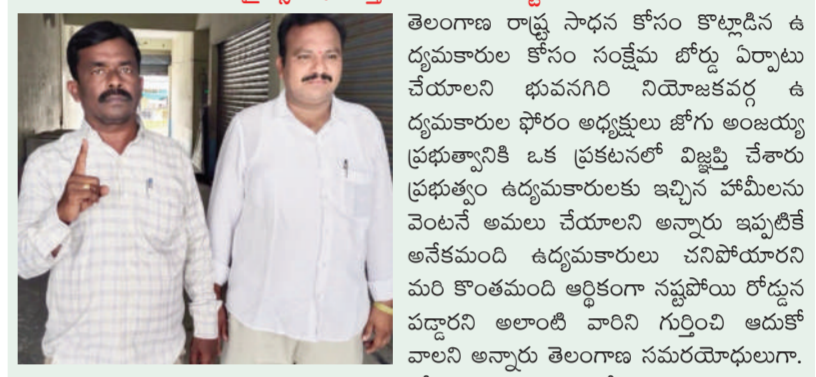 తెలంగాణ రాష్ట్ర సాధన కోసం కొట్లాడిన ఉ
ద్యమకారుల కోసం సంక్షేమ బోర్డు ఏర్పాటు
చేయాలని భువనగిరి నియోజకవర్గ ఉ
ద్యమకారుల ఫోరం అధ్యక్షులు జోగు అంజయ్య
ప్రభుత్వానికి ఒక ప్రకటనలో విజ్ఞప్తి చేశారు
ప్రభుత్వం ఉద్యమకారులకు ఇచ్చిన హామీలను
వెంటనే అమలు చేయాలని అన్నారు ఇప్పటికే
అనేకమంది ఉద్యమకారులు చనిపోయారని
మరి కొంతమంది ఆర్థికంగా నష్టపోయి రోడ్డున
పడ్డారని అలాంటి వారిని గుర్తించి ఆదుకో
వాలని అన్నారు తెలంగాణ సమరయోధులుగా.